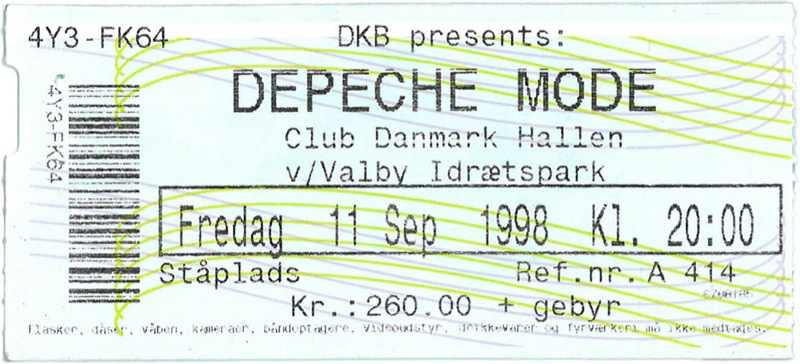 4Y3-FK64 DKB presents:
DEPECHE MODE
4Y3-FK64
Club Danmark Hallen
v/Valby Idrætspark
Fredag 11 Sep 1998 Kl. 20:00
Ståplads Ref.nr. A 414
Kr.: 260.00 + gebyr
Flasker, dåser, våben, kameraer, båndoptagere, videoudstyr, drikkevarer og fyrværkeri må ikke medtages.